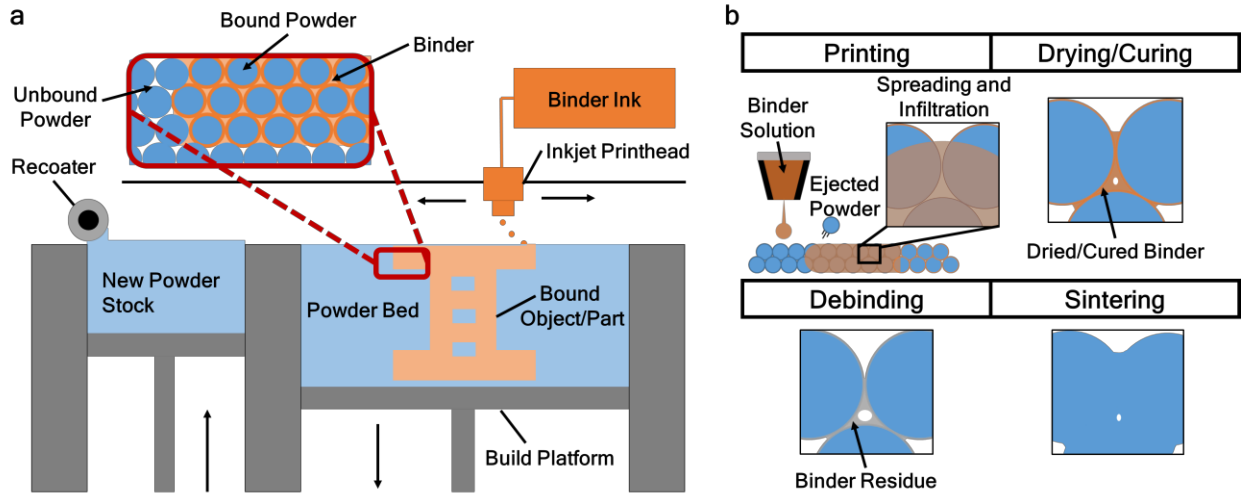 a
Bound Powder
Binder
Unbound
Powder
Recoater
Binder Ink
Inkjet Printhead
New Powder
Stock
Powder Bed
Bound
Object/Part
Build Platform
b
Printing
Drying/Curing
Spreading and
Infiltration
Binder
Solution
Ejected
Powder
Dried/Cured Binder
Debinding
Sintering
Binder Residue